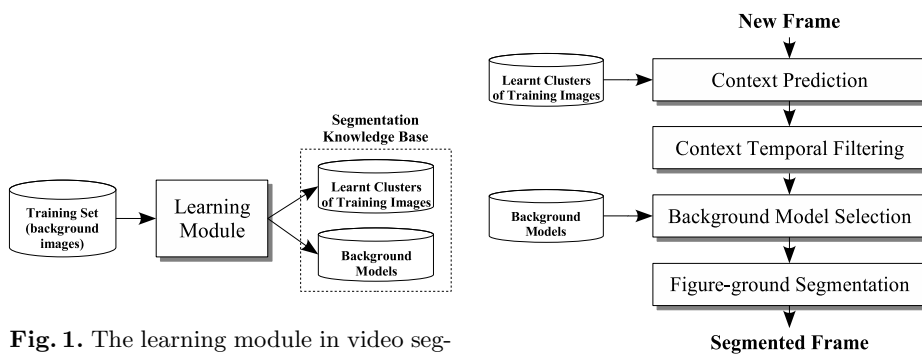 Training Set
(background
images)
Learning
Module
Segmentation
Knowledge Base
Learnt Clusters
of Training Images
Background
Models
Fig. 1. The learning module in video seg-
New Frame
Learnt Clusters
of Training Images
Context Prediction
Context Temporal Filtering
Background
Models
Background Model Selection
Figure-ground Segmentation
Segmented Frame